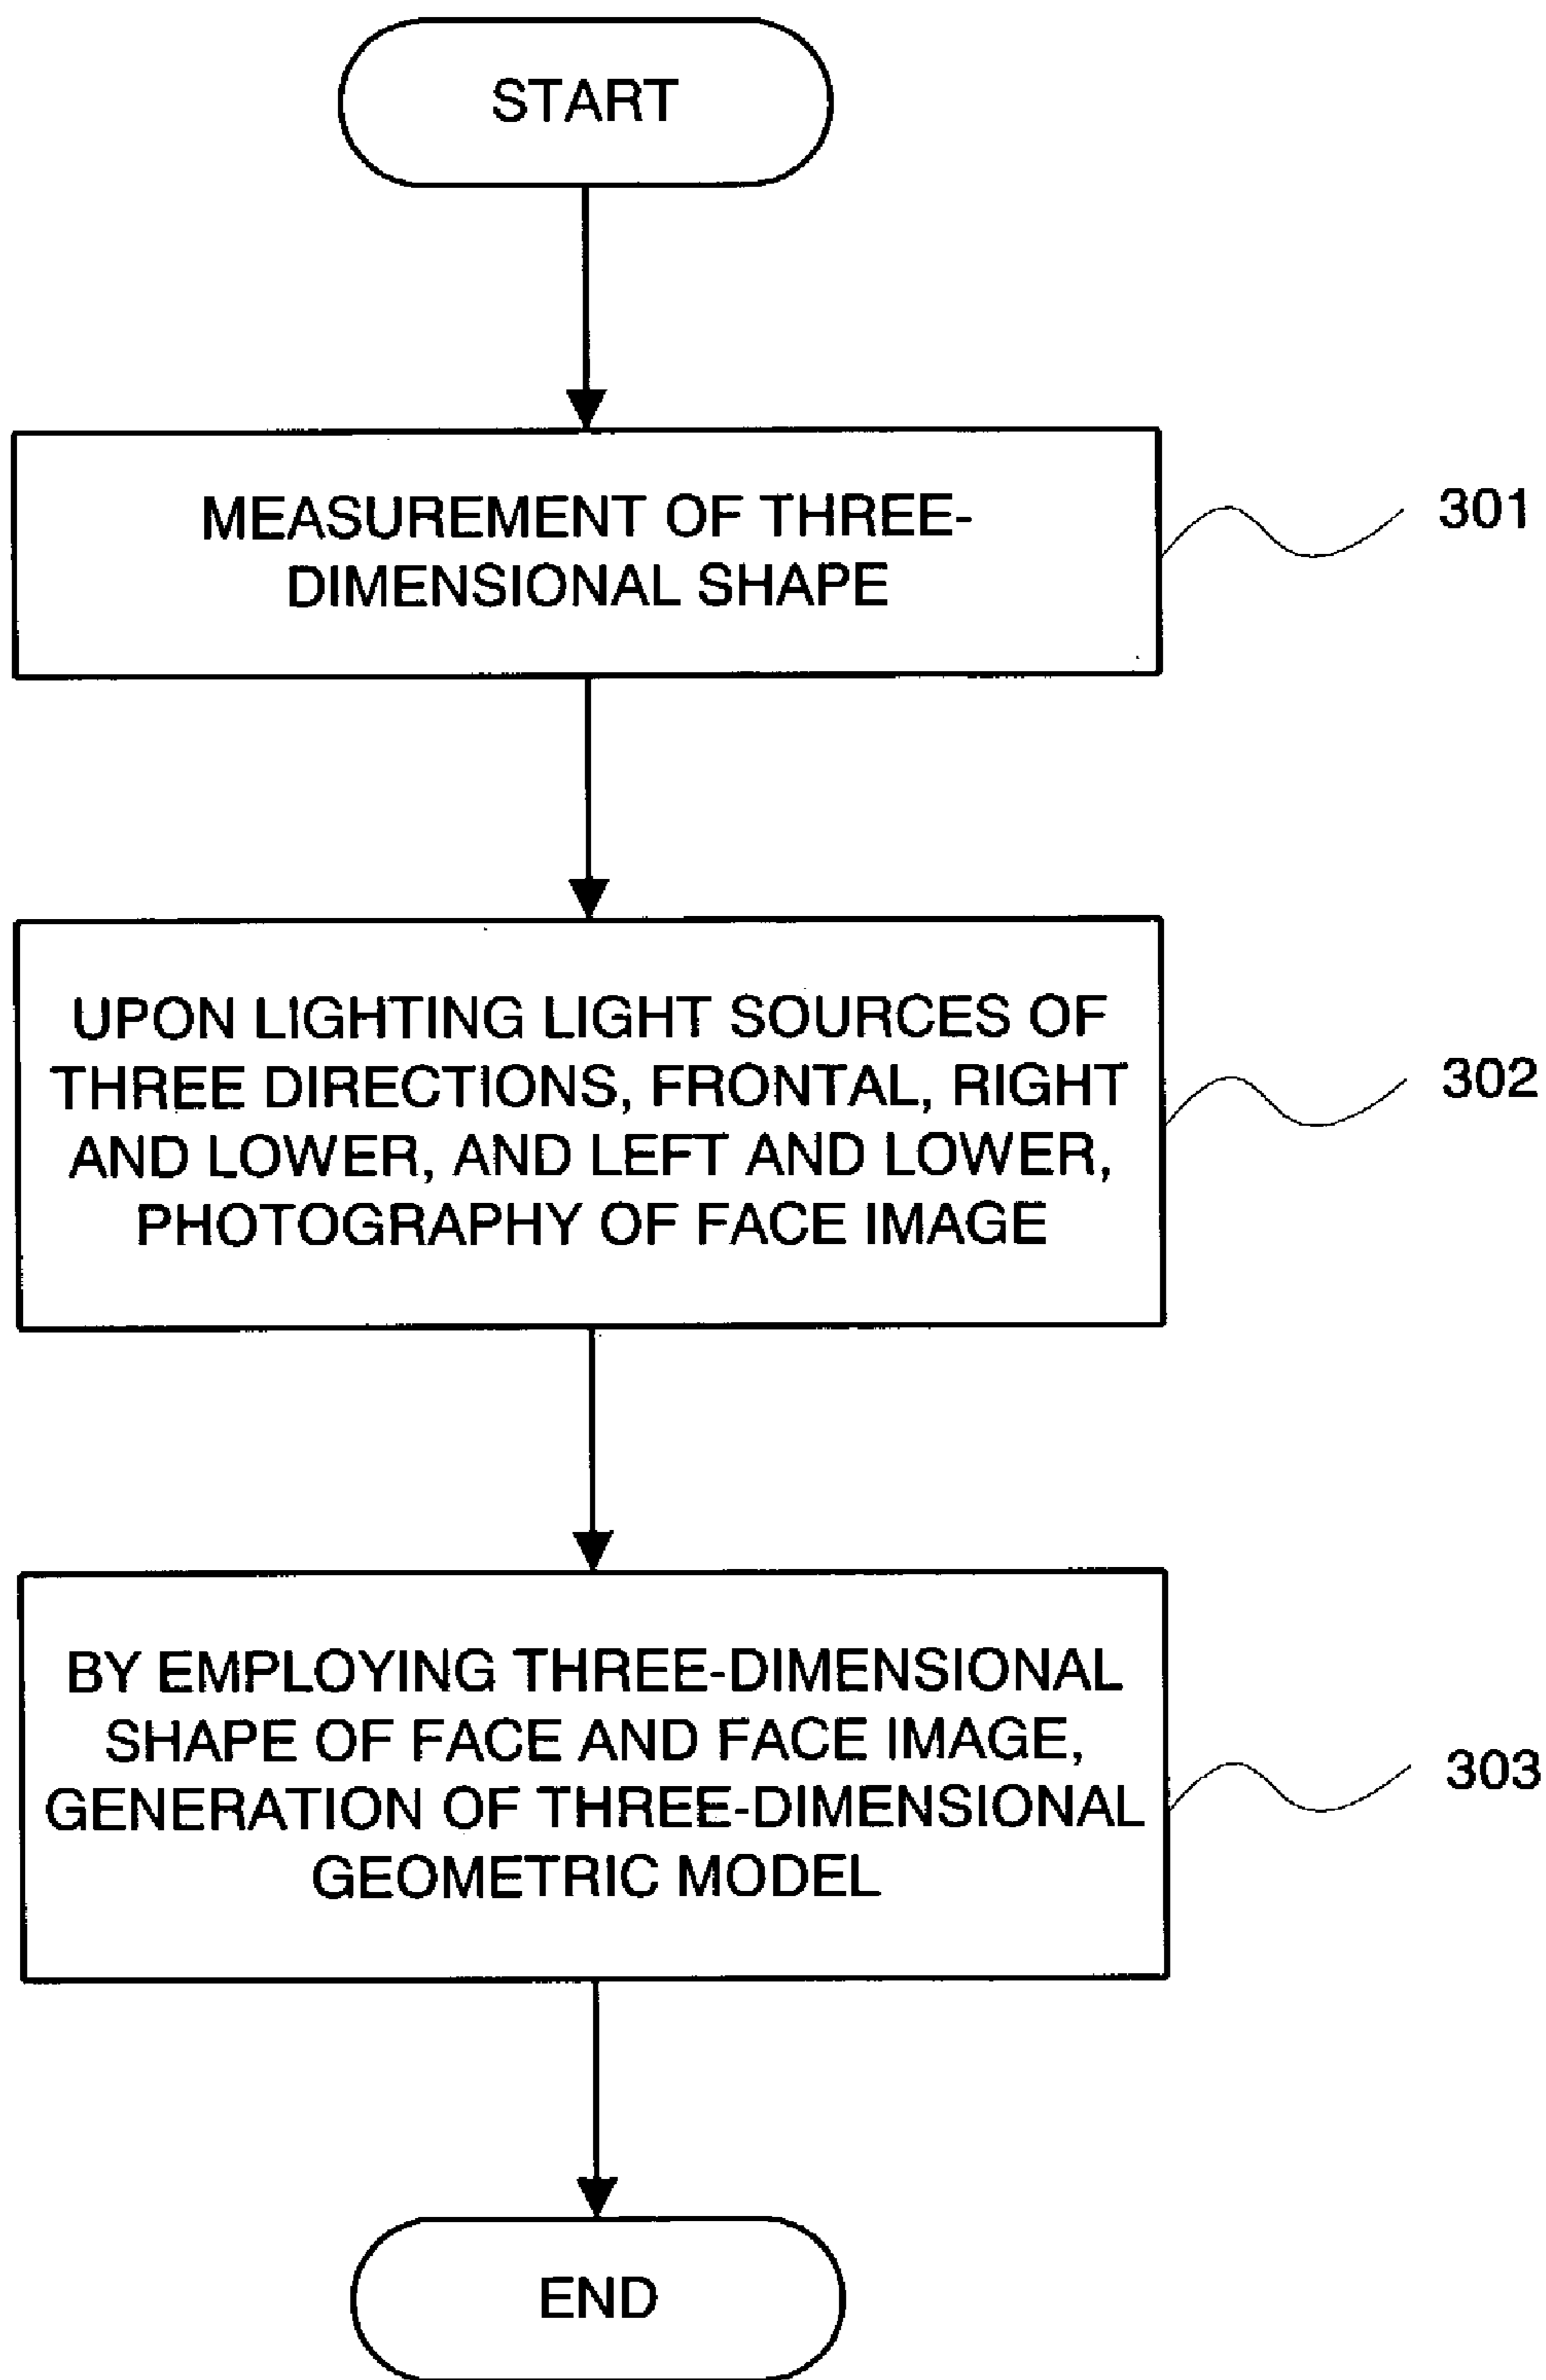 START
MEASUREMENT OF THREE-
DIMENSIONAL SHAPE
301
UPON LIGHTING LIGHT SOURCES OF
THREE DIRECTIONS, FRONTAL, RIGHT
AND LOWER, AND LEFT AND LOWER,
PHOTOGRAPHY OF FACE IMAGE
302
BY EMPLOYING THREE-DIMENSIONAL
SHAPE OF FACE AND FACE IMAGE,
GENERATION OF THREE-DIMENSIONAL
GEOMETRIC MODEL
303
END